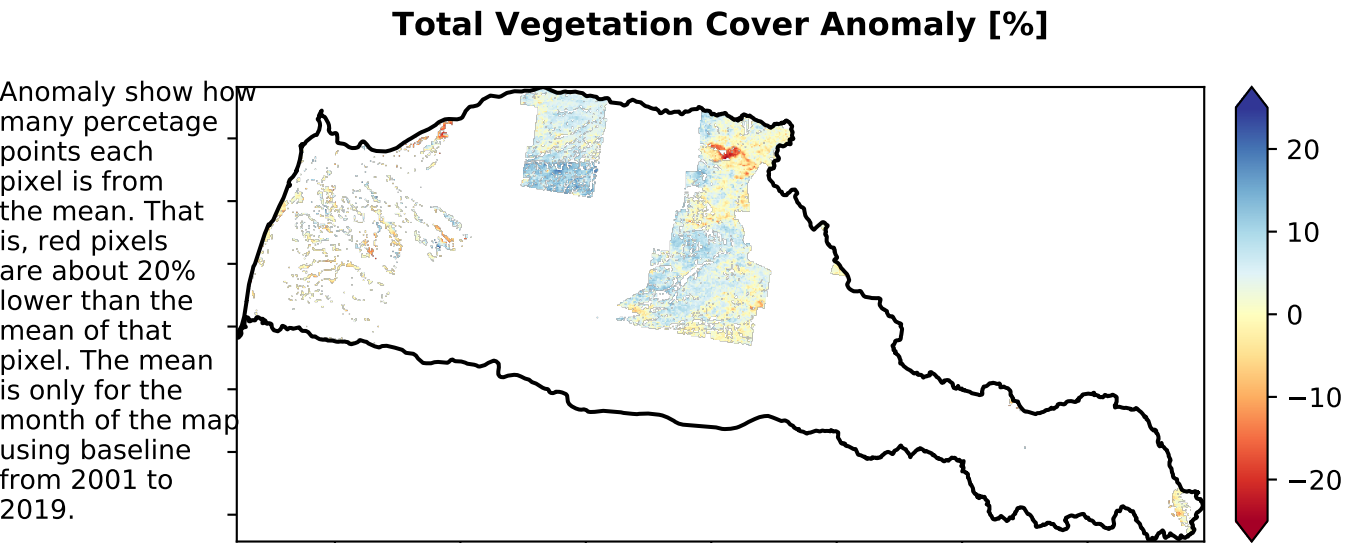 Total Vegetation Cover Anomaly [%]
Anomaly show how
many percetage
points each
pixel is from
the mean. That
is, red pixels
are about 20%
lower than the
mean of that
pixel. The mean
is only for the
month of the map
using baseline
from 2001 to
2019.
20
10
0
−10
−20